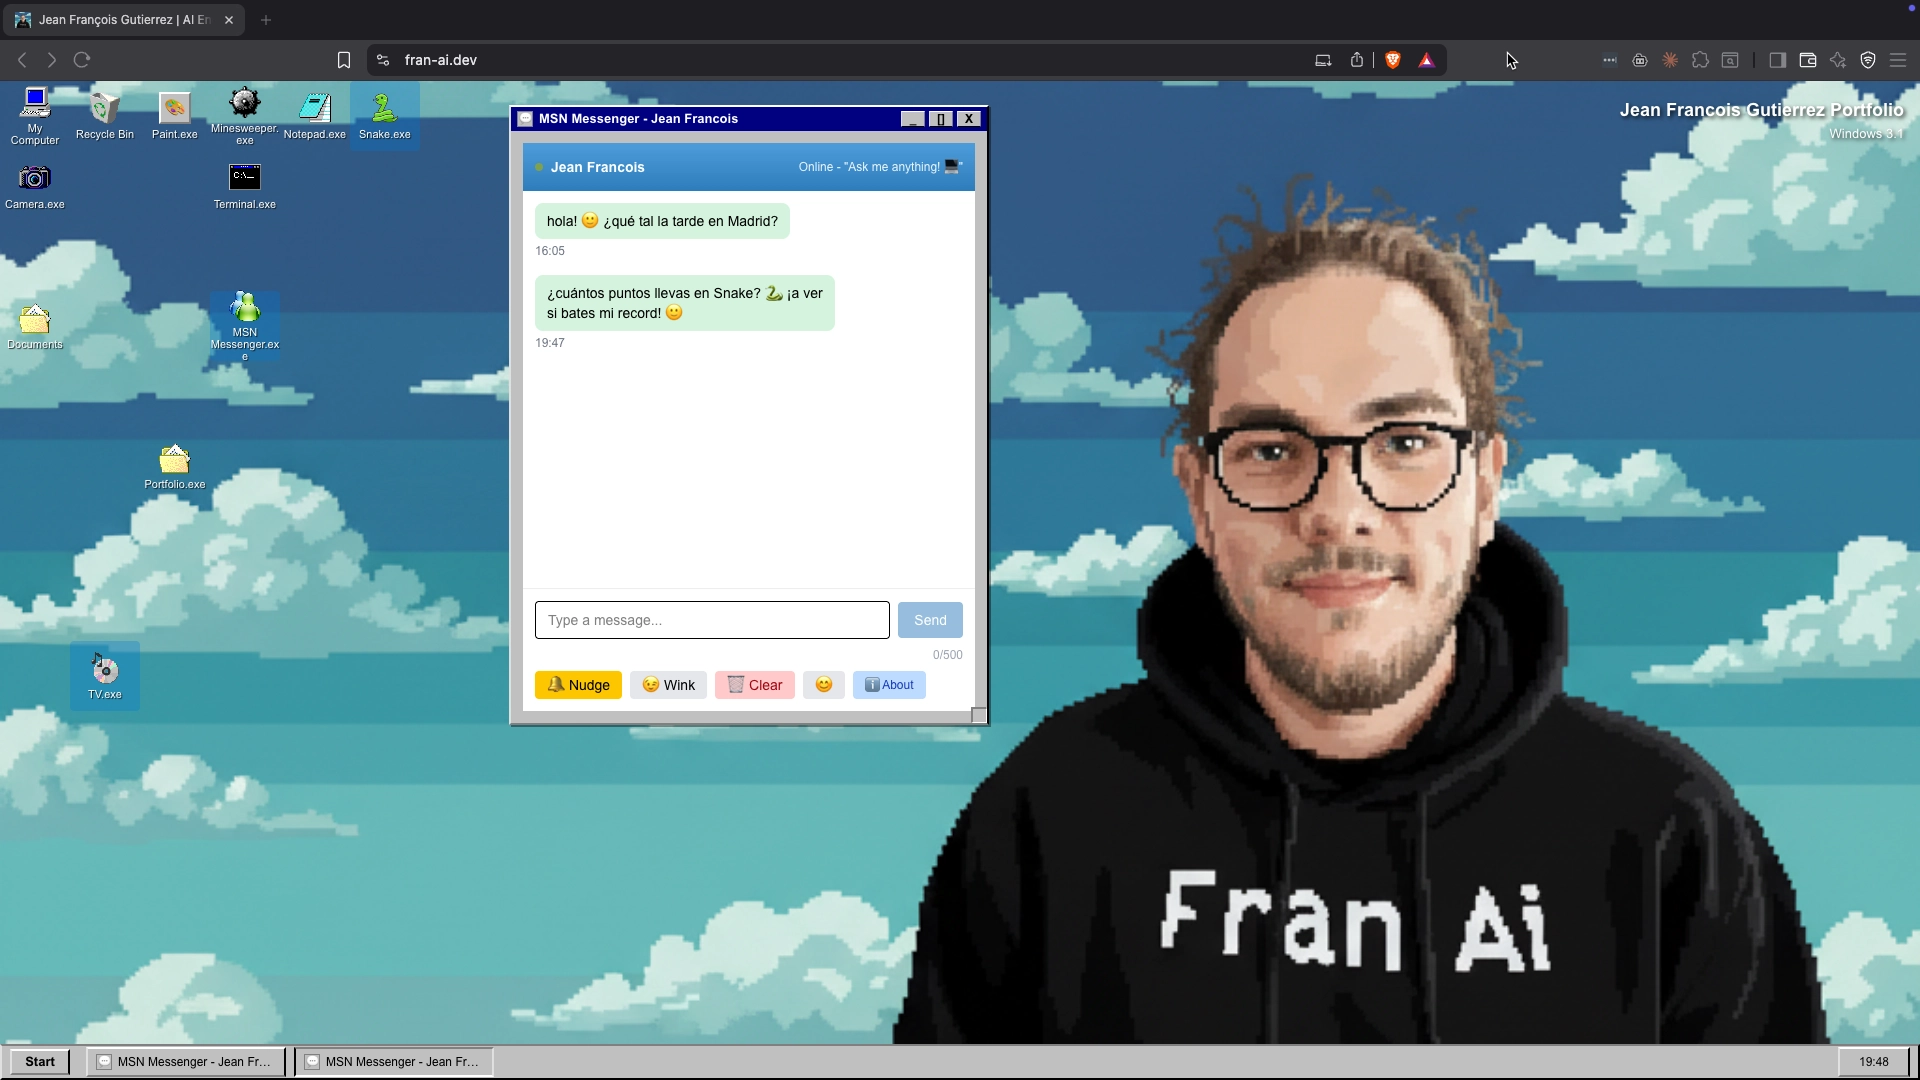 Jean François Gutierrez | AI En
fran-ai.dev
My
Computer
Recycle Bin
Paint.exe
Minesweeper.
exe
Notepad.exe
Snake.exe
Camera.exe
Terminal.exe
Documents
MSN
Messenger.ex
e
Portfolio.exe
TV.exe
MSN Messenger - Jean Francois
_
[]
X
Jean Francois
Online - "Ask me anything! 💻"
hola! 🙂 ¿qué tal la tarde en Madrid?
16:05
¿cuántos puntos llevas en Snake? 🐍 ¡a ver
si bates mi record! 🙂
19:47
Type a message...
Send
0/500
🔔 Nudge
😉 Wink
🗑️ Clear
😊
ℹ️ About
Jean Francois Gutierrez Portfolio
Windows 3.1
Fran Ai
Start
MSN Messenger - Jean Fr...
MSN Messenger - Jean Fr...
19:48